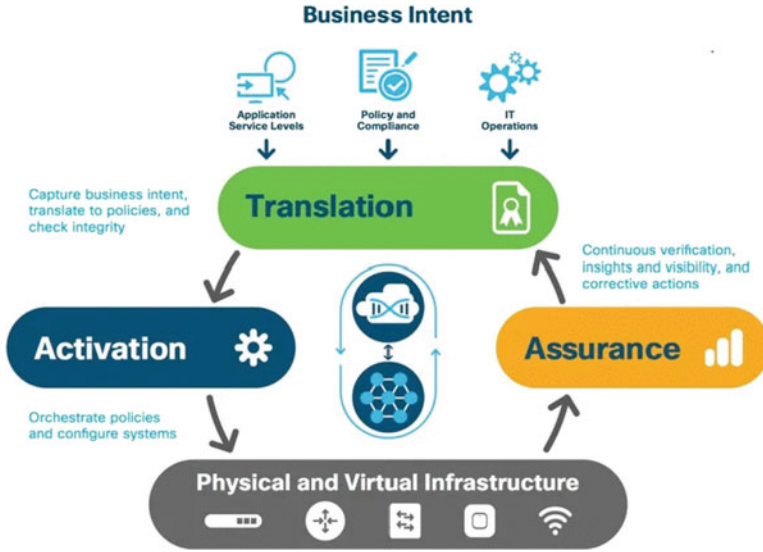 Business Intent
Application
Service Levels
Policy and
Compliance
IT
Operations
Capture business intent,
translate to policies, and
check integrity
Translation
Continuous verification,
insights and visibility, and
corrective actions
Activation
Assurance
Orchestrate policies
and configure systems
Physical and Virtual Infrastructure